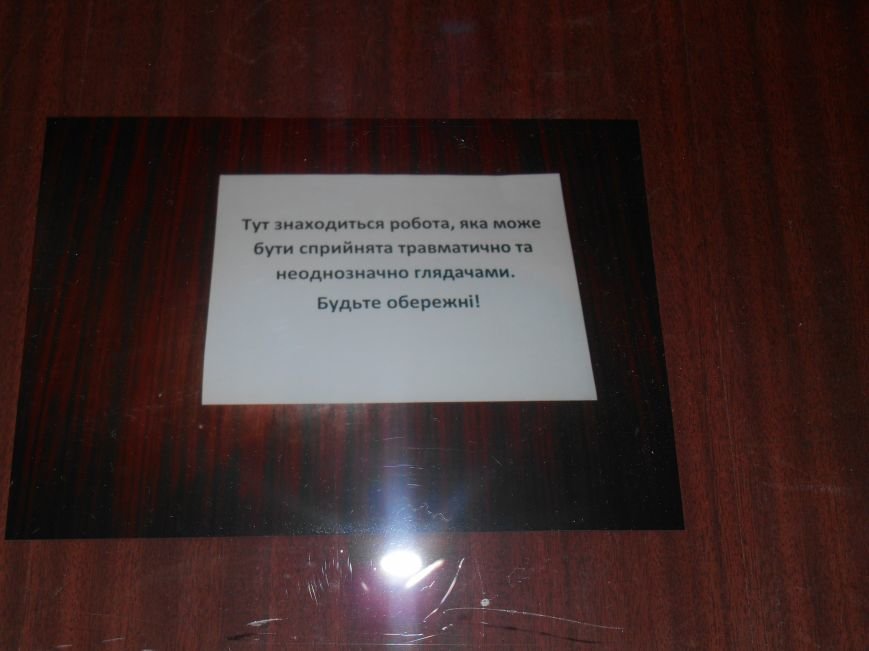 Тут знаходиться робота, яка може
бути сприйнята травматично та
неоднозначно глядачами.
Будьте обережні!